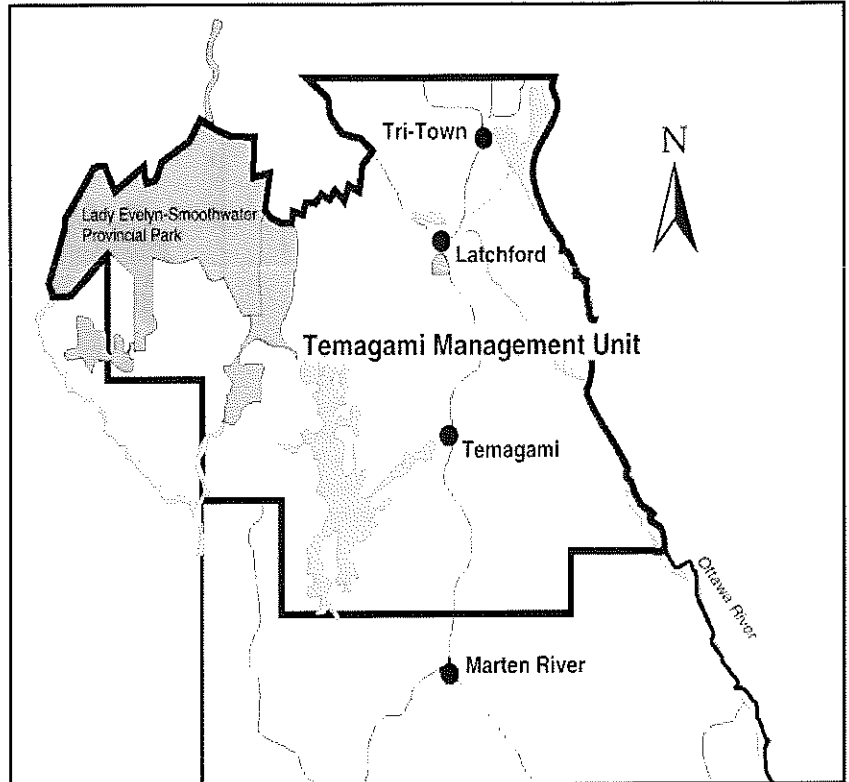 Tri-Town
N
Lady Evelyn-Smoothwater
Provincial Park
Latchford
Temagami Management Unit
Temagami
Ottawa River
Marten River